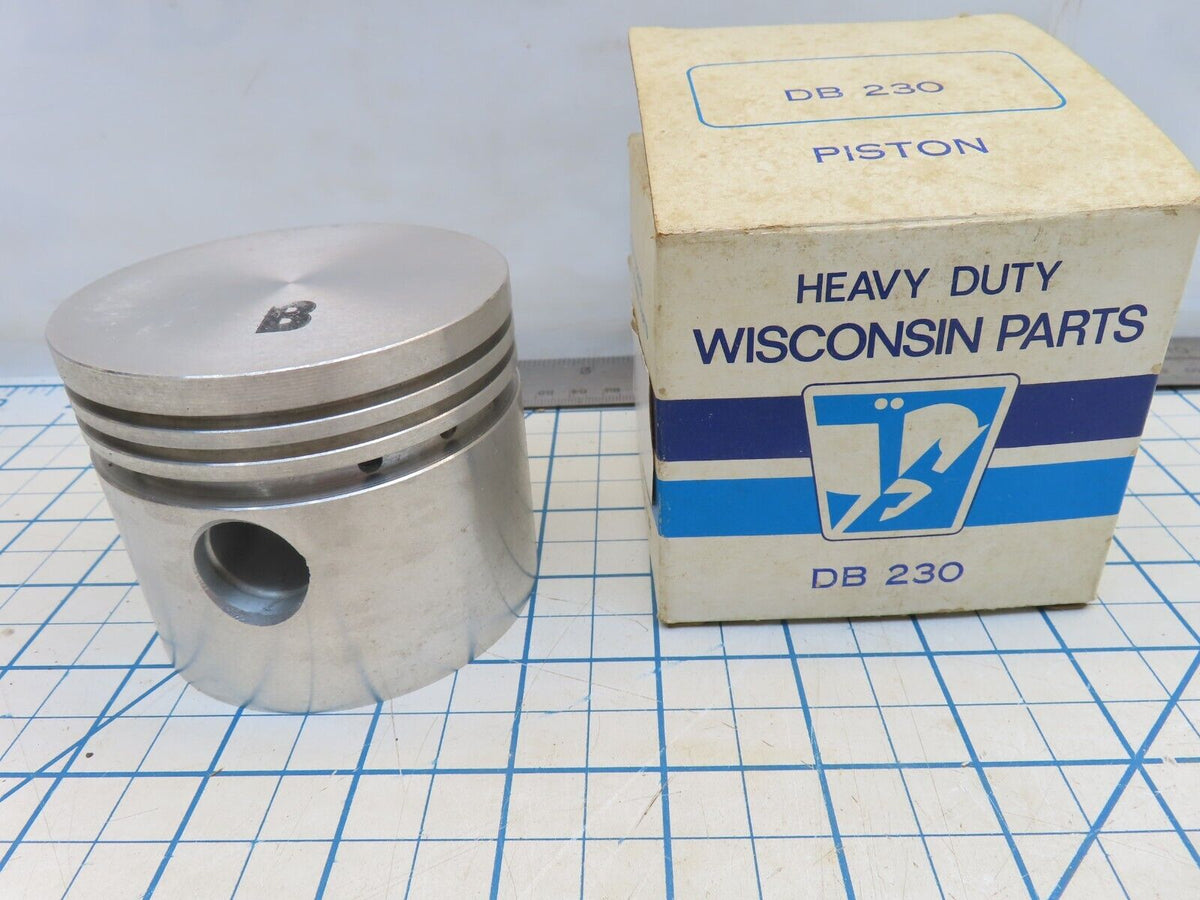 B
DB 230
PISTON
HEAVY DUTY
WISCONSIN PARTS
DB 230